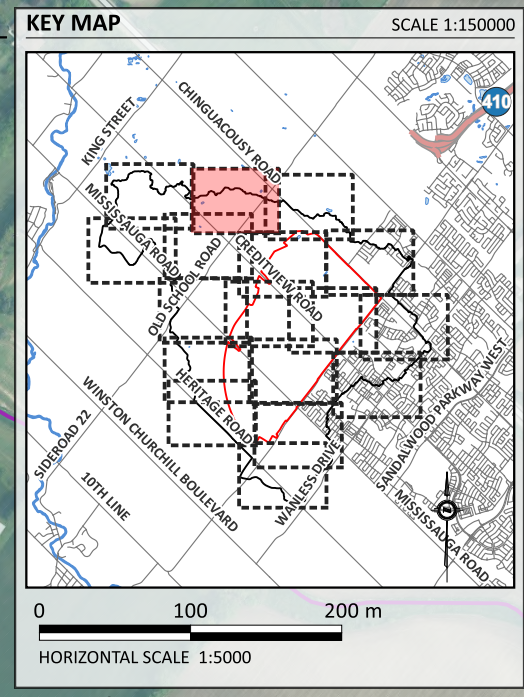 KEY MAP
SCALE 1:150000
410
CHINGUACOUSY ROAD
KING STREET
MISSISSAUGA ROAD
CREDITVIEW ROAD
OLD SCHOOL ROAD
HERITAGE ROAD
WINSTON CHURCHILL BOULEVARD
SIDEROAD 22
10TH LINE
WANLESS DRIVE
SANDALWOOD PARKWAY WEST
MISSISSAUGA ROAD
0 100 200 m
HORIZONTAL SCALE 1:5000